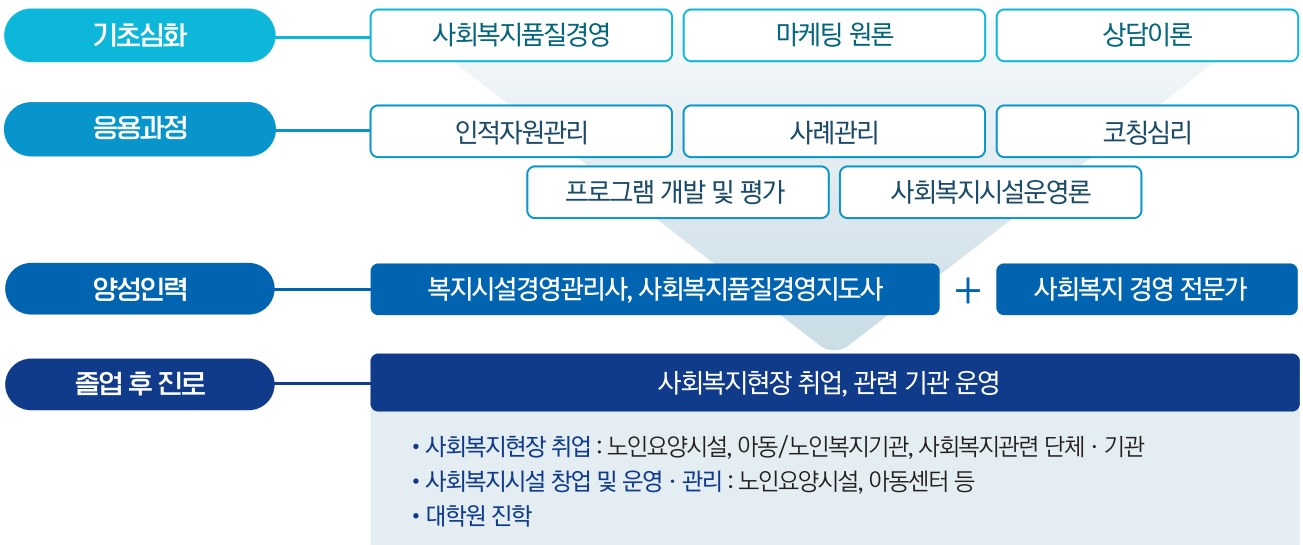 기초심화
사회복지품질경영
마케팅 원론
상담이론
응용과정
인적자원관리
사례관리
코칭심리
프로그램 개발 및 평가
사회복지시설운영론
양성인력
복지시설경영관리사, 사회복지품질경영지도사
+
사회복지 경영 전문가
졸업 후 진로
사회복지현장 취업, 관련 기관 운영
• 사회복지현장 취업 : 노인요양시설, 아동/노인복지기관, 사회복지관련 단체 · 기관
• 사회복지시설 창업 및 운영 · 관리 : 노인요양시설, 아동센터 등
• 대학원 진학